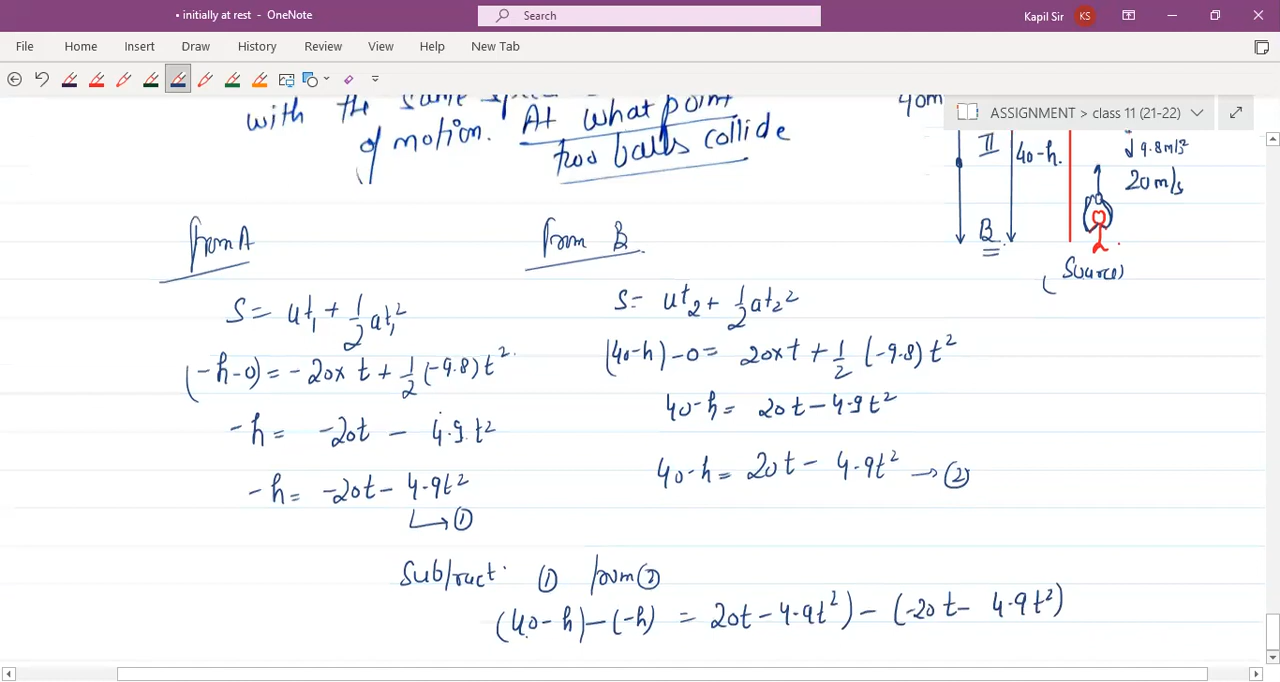 • initially at rest - OneNote
Search
Kapil Sir KS
File Home Insert Draw History Review View Help New Tab
ASSIGNMENT > class 11 (21-22)
with the same
of motion. At what point
two balls collide
40m
II 40-h.
9.8m/s²
20m/s
B
2
(Source)
from A
S = ut₁ + 1/2 at₁²
(-h-0) = -20x t + 1/2 (-9.8) t²
-h = -20t - 4.9 t²
-h = -20t - 4.9t²
↳ ①
from B.
S = ut₂ + 1/2 at₂²
(40-h)-0 = 20xt + 1/2 (-9.8) t²
40-h = 20t - 4.9t²
40-h = 20t - 4.9t² → ②
Subtract ① from ②
(40-h)-(-h) = 20t - 4.9t²) - (-20t - 4.9t²)